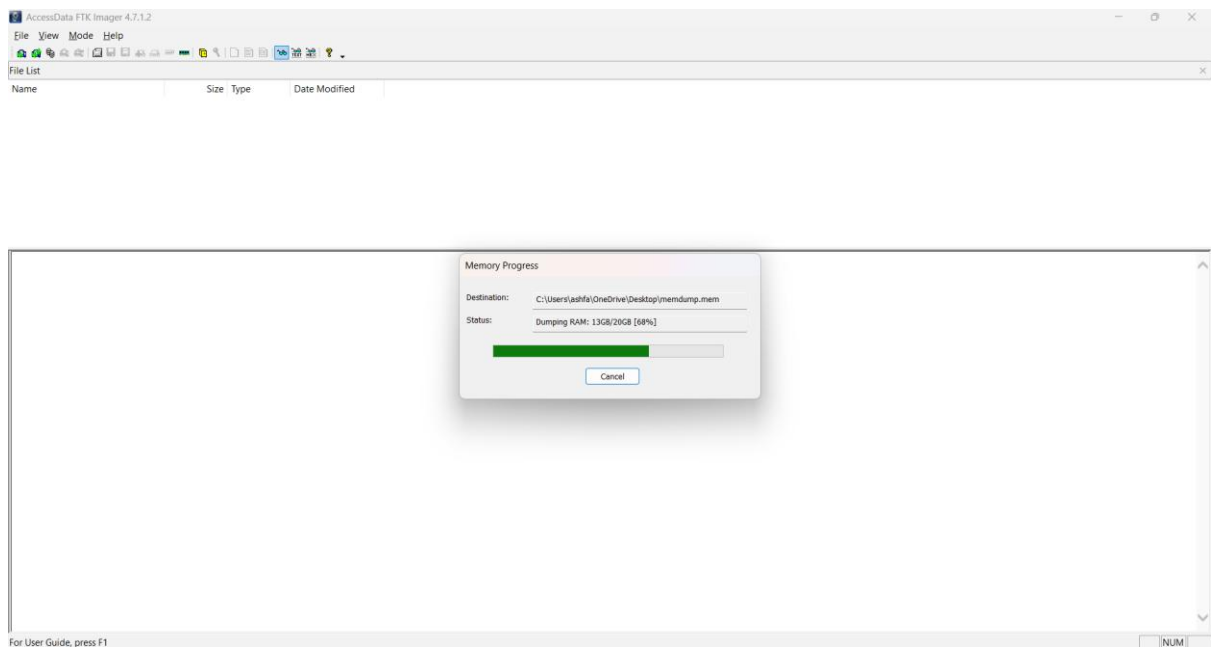 AccessData FTK Imager 4.7.1.2
File View Mode Help
File List
Name Size Type Date Modified
Memory Progress
Destination: C:\Users\ashfa\OneDrive\Desktop\memdump.mem
Status: Dumping RAM: 13GB/20GB [68%]
Cancel
For User Guide, press F1
NUM